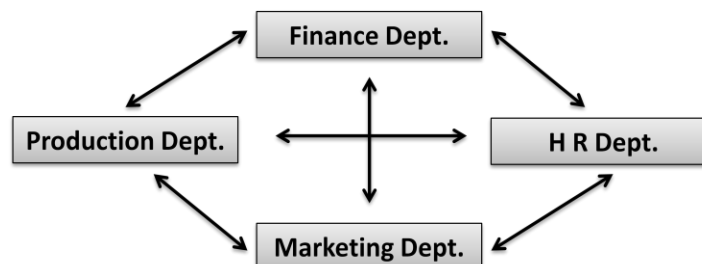 Finance Dept.
Production Dept.
H R Dept.
Marketing Dept.